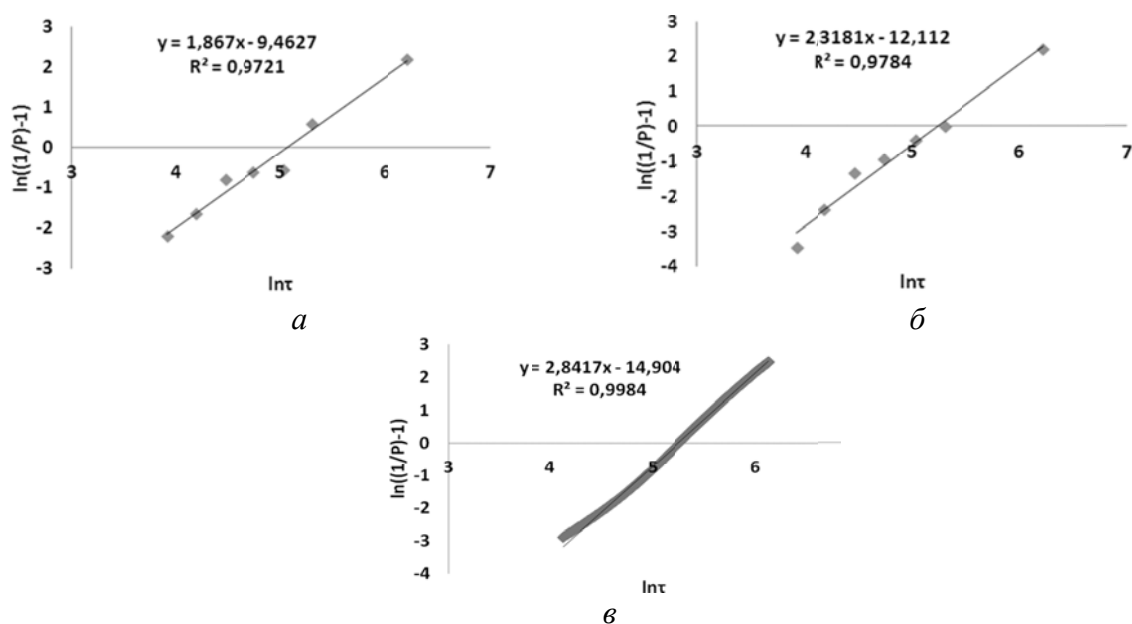 3
2
1
0
-1
-2
-3
3 4 5 6 7
y = 1,867x - 9,4627
R² = 0,9721
ln((1/P)-1)
lnτ
а
3
2
1
0
-1
-2
-3
-4
3 4 5 6 7
y = 2,3181x - 12,112
R² = 0,9784
ln((1/P)-1)
lnτ
б
3
2
1
0
-1
-2
-3
-4
3 4 5 6
y = 2,8417x - 14,904
R² = 0,9984
ln((1/P)-1)
lnτ
в